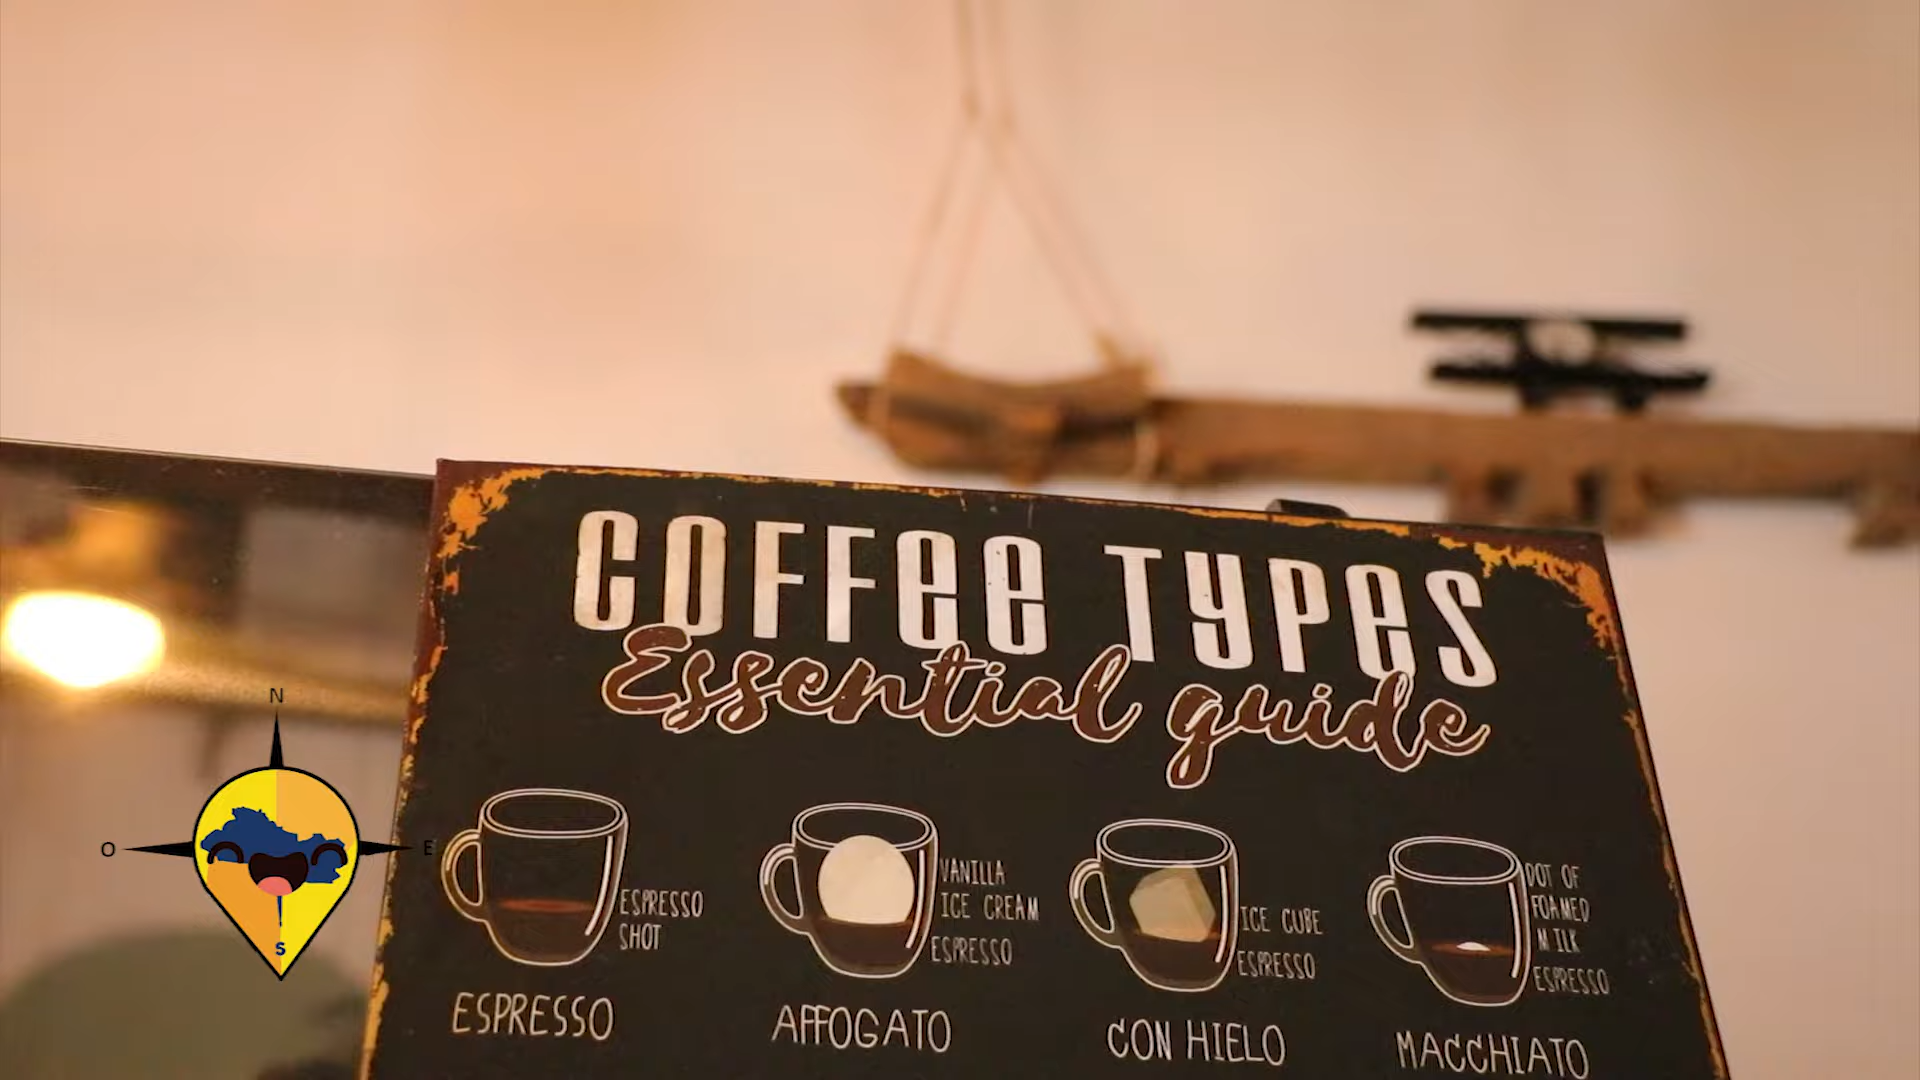 COFFEE TYPES
Essential guide
ESPRESSO
SHOT
ESPRESSO
VANILLA
ICE CREAM
ESPRESSO
AFFOGATO
ICE CUBE
ESPRESSO
CON HIELO
DOT OF
FOAMED
MILK
ESPRESSO
MACCHIATO
N
O
E
S